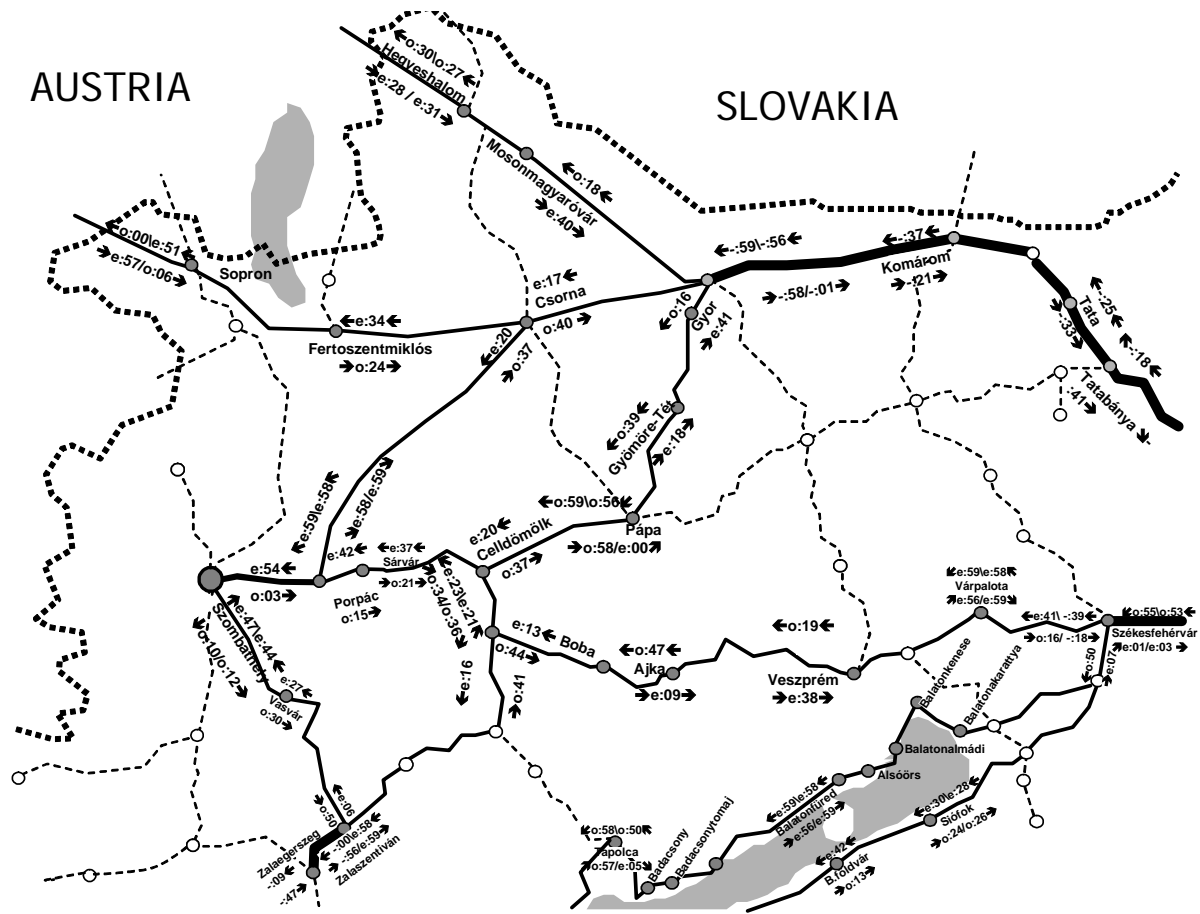 AUSTRIA
SLOVAKIA
←o:30\o:27←
Hegyeshalom
→e:28 / e:31→
Mosonmagyaróvár
←o:18←
→e:40→
←o:00\e:51←
→e:57/o:06→
Sopron
←e:34←
Fertoszentmiklós
→o:24→
e:17←
Csorna
o:40→
←e:20
→o:37
←-:59\-:56←
→-:58/-:01→
←-:37←
Komárom
→-:21→
←-:25
Tata
→-:33→
←-:18←
Tatabánya
-:41→
←o:16
Gyor
→e:41
←o:39←
Gyömöre-Tét
→e:18→
←o:59\o:56←
Pápa
→o:58/e:00→
e:20←
Celldömölk
o:37→
←e:59\e:58←
→e:58/e:59→
e:54←
o:03→
e:42←
Porpác
o:15→
←e:37←
Sárvár
→o:21→
←e:23\e:21←
→o:34/o:36→
←e:47\e:44←
Szombathely
←o:10/o:12→
←e:27←
Vasvár
o:30→
←e:16
→o:41
e:13←
Boba
o:44→
←o:47
Ajka
→e:09→
←o:19
Veszprém
→e:38→
←e:59\e:58←
Várpalota
→e:56/e:59→
←e:41\ -:39←
→o:16/ -:18→
←o:55\o:53←
Székesfehérvár
→e:01/e:03 →
←o:50
→e:07
Balatonkenese
Balatonakarattya
Balatonalmádi
Alsóörs
←e:59\e:58←
Balatonfüred
→e:56/e:59→
←e:30\e:28←
Siófok
→o:24/o:26→
←e:42←
B.földvár
→o:13→
←o:58\o:50←
Tapolca
→o:57/e:05→
Badacsony
Badacsonytomaj
←e:06
→o:50
←-:00\e:58←
-:56/e:59→
Zalaszentiván
Zalaegerszeg
-:09←
-:47→